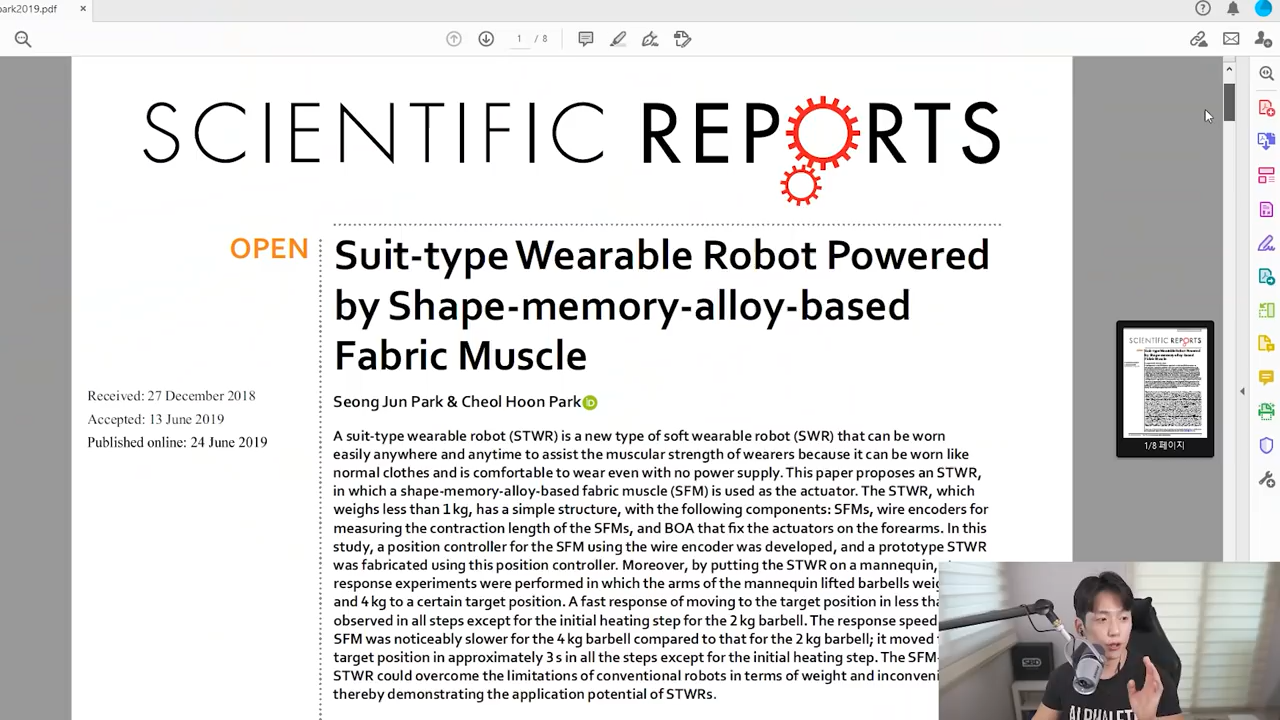 park2019.pdf
1 / 8
SCIENTIFIC REPORTS
OPEN
Suit-type Wearable Robot Powered
by Shape-memory-alloy-based
Fabric Muscle
Received: 27 December 2018
Accepted: 13 June 2019
Published online: 24 June 2019
Seong Jun Park & Cheol Hoon Park
iD
A suit-type wearable robot (STWR) is a new type of soft wearable robot (SWR) that can be worn
easily anywhere and anytime to assist the muscular strength of wearers because it can be worn like
normal clothes and is comfortable to wear even with no power supply. This paper proposes an STWR,
in which a shape-memory-alloy-based fabric muscle (SFM) is used as the actuator. The STWR, which
weighs less than 1 kg, has a simple structure, with the following components: SFMs, wire encoders for
measuring the contraction length of the SFMs, and BOA that fix the actuators on the forearms. In this
study, a position controller for the SFM using the wire encoder was developed, and a prototype STWR
was fabricated using this position controller. Moreover, by putting the STWR on a mannequin,
response experiments were performed in which the arms of the mannequin lifted barbells
and 4 kg to a certain target position. A fast response of moving to the target position in less
observed in all steps except for the initial heating step for the 2 kg barbell. The response speed
SFM was noticeably slower for the 4 kg barbell compared to that for the 2 kg barbell; it moved
target position in approximately 3 s in all the steps except for the initial heating step. The SFM
STWR could overcome the limitations of conventional robots in terms of weight and
thereby demonstrating the application potential of STWRs.
SCIENTIFIC REPORTS
1/8 페이지
ALPHALETE